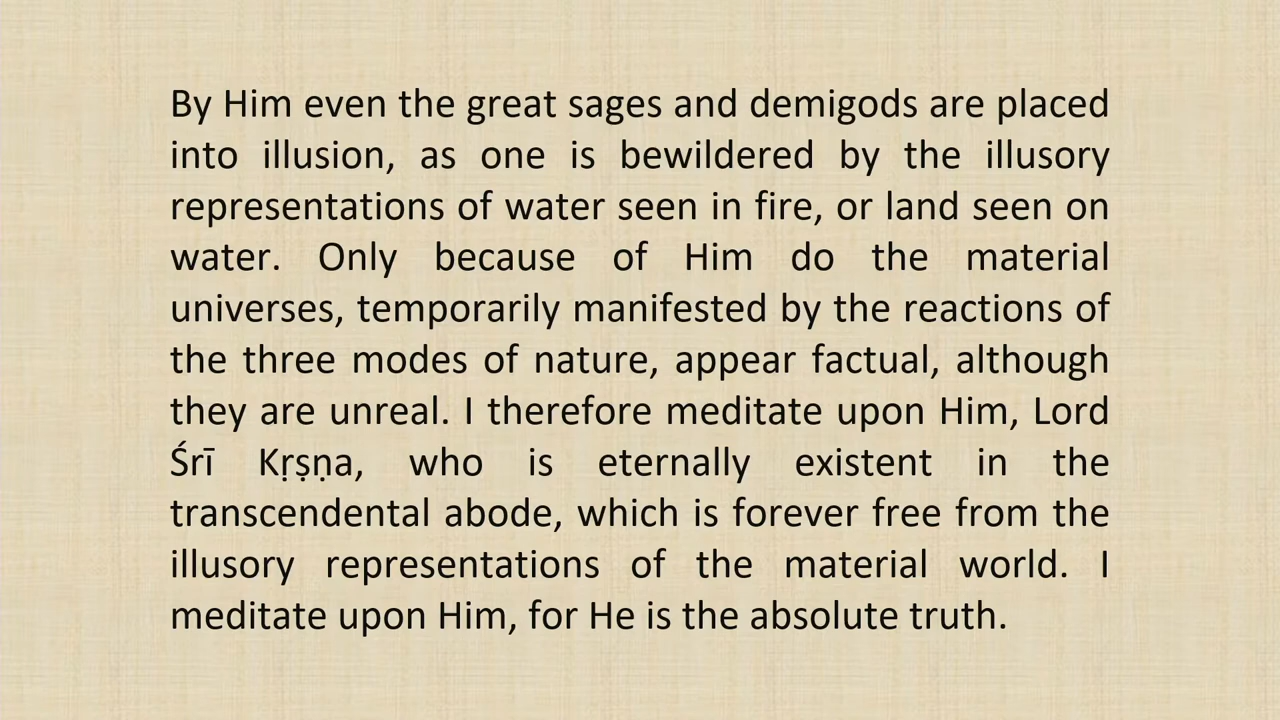 By Him even the great sages and demigods are placed
into illusion, as one is bewildered by the illusory
representations of water seen in fire, or land seen on
water. Only because of Him do the material
universes, temporarily manifested by the reactions of
the three modes of nature, appear factual, although
they are unreal. I therefore meditate upon Him, Lord
Śrī Kṛṣṇa, who is eternally existent in the
transcendental abode, which is forever free from the
illusory representations of the material world. I
meditate upon Him, for He is the absolute truth.